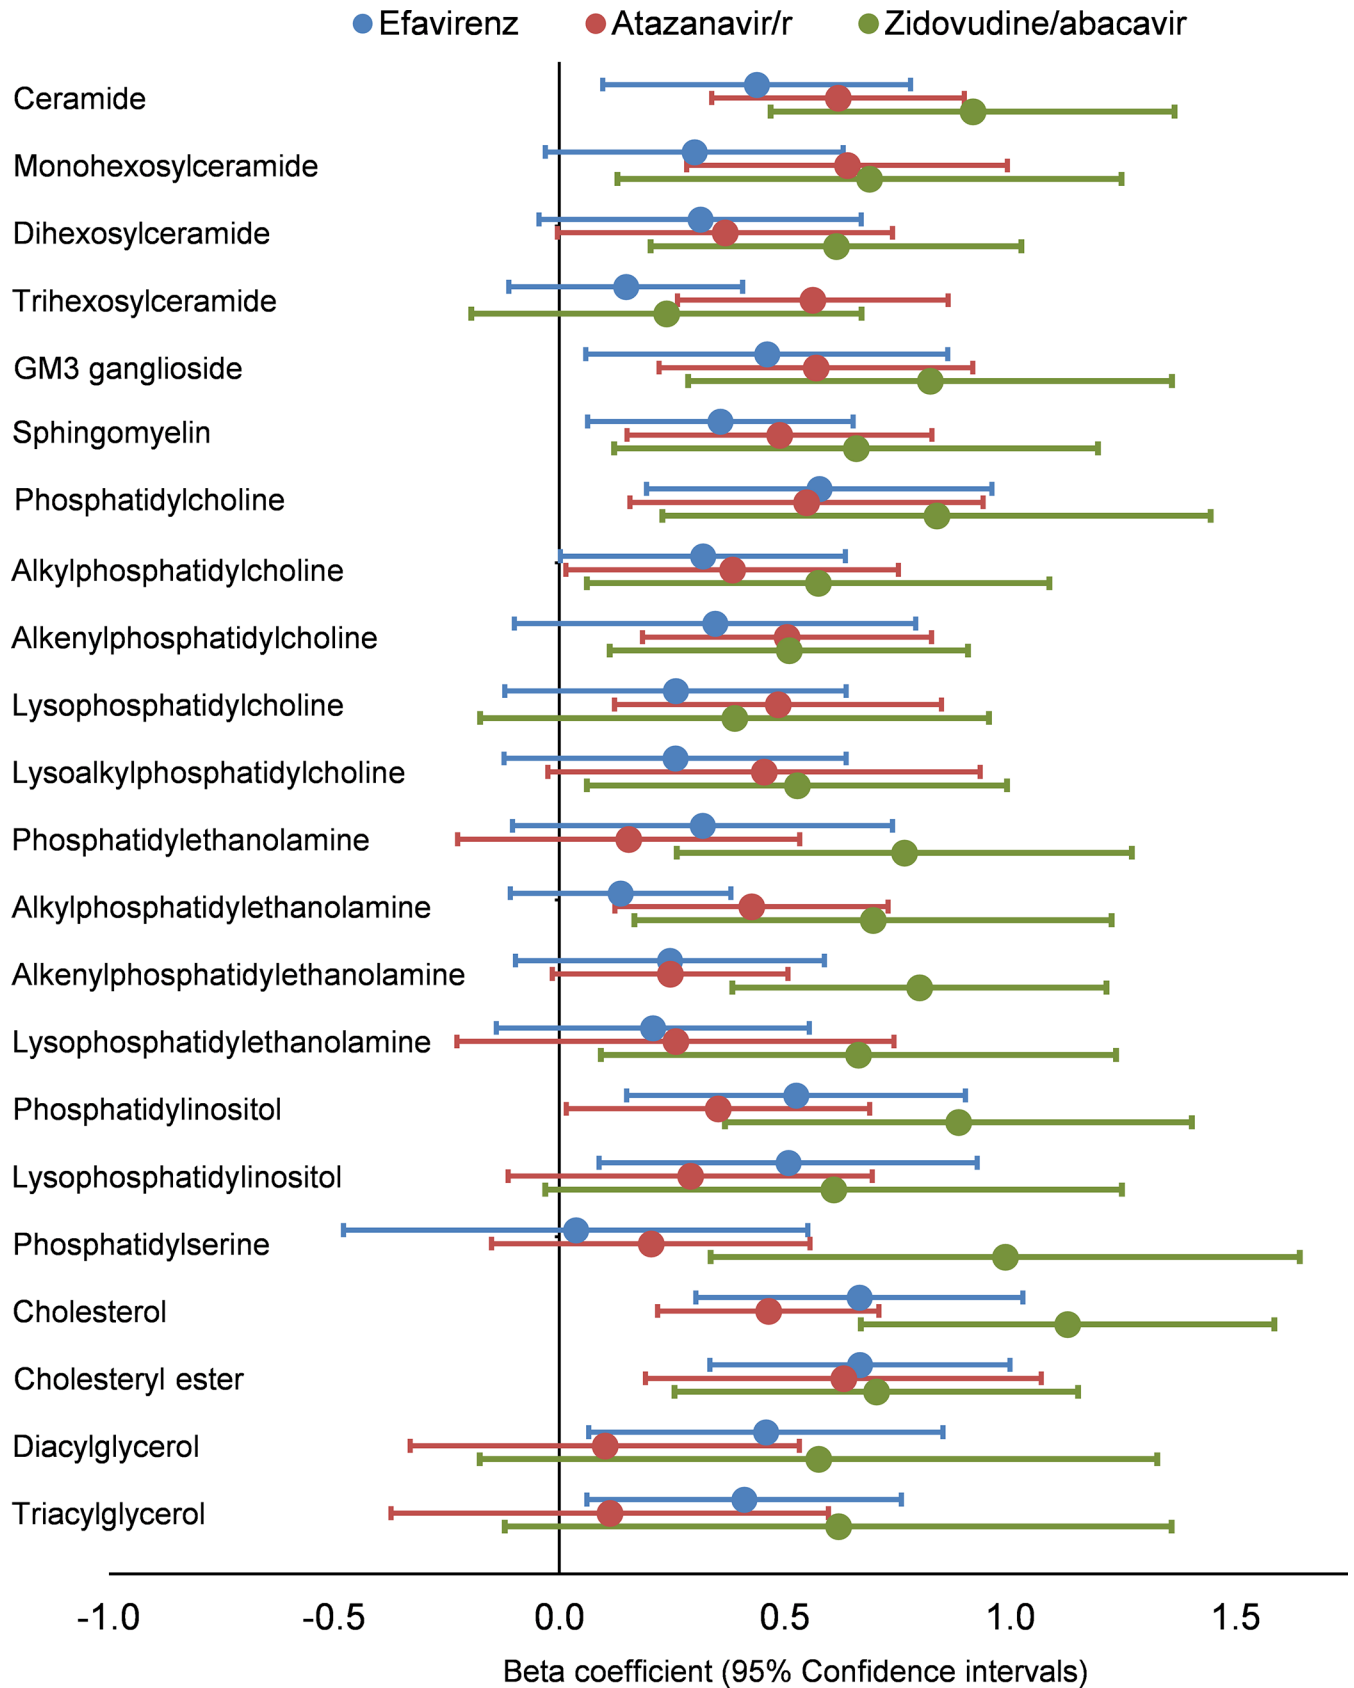 Efavirenz Atazanavir/r Zidovudine/abacavir
Ceramide
Monohexosylceramide
Dihexosylceramide
Trihexosylceramide
GM3 ganglioside
Sphingomyelin
Phosphatidylcholine
Alkylphosphatidylcholine
Alkenylphosphatidylcholine
Lysophosphatidylcholine
Lysoalkylphosphatidylcholine
Phosphatidylethanolamine
Alkylphosphatidylethanolamine
Alkenylphosphatidylethanolamine
Lysophosphatidylethanolamine
Phosphatidylinositol
Lysophosphatidylinositol
Phosphatidylserine
Cholesterol
Cholesteryl ester
Diacylglycerol
Triacylglycerol
-1.0 -0.5 0.0 0.5 1.0 1.5
Beta coefficient (95% Confidence intervals)